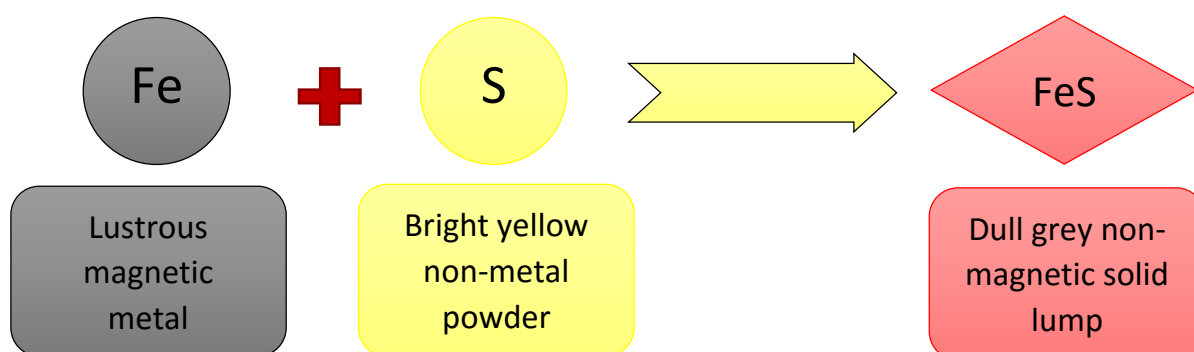 Fe
S
FeS
Lustrous
magnetic
metal
Bright yellow
non-metal
powder
Dull grey non-
magnetic solid
lump